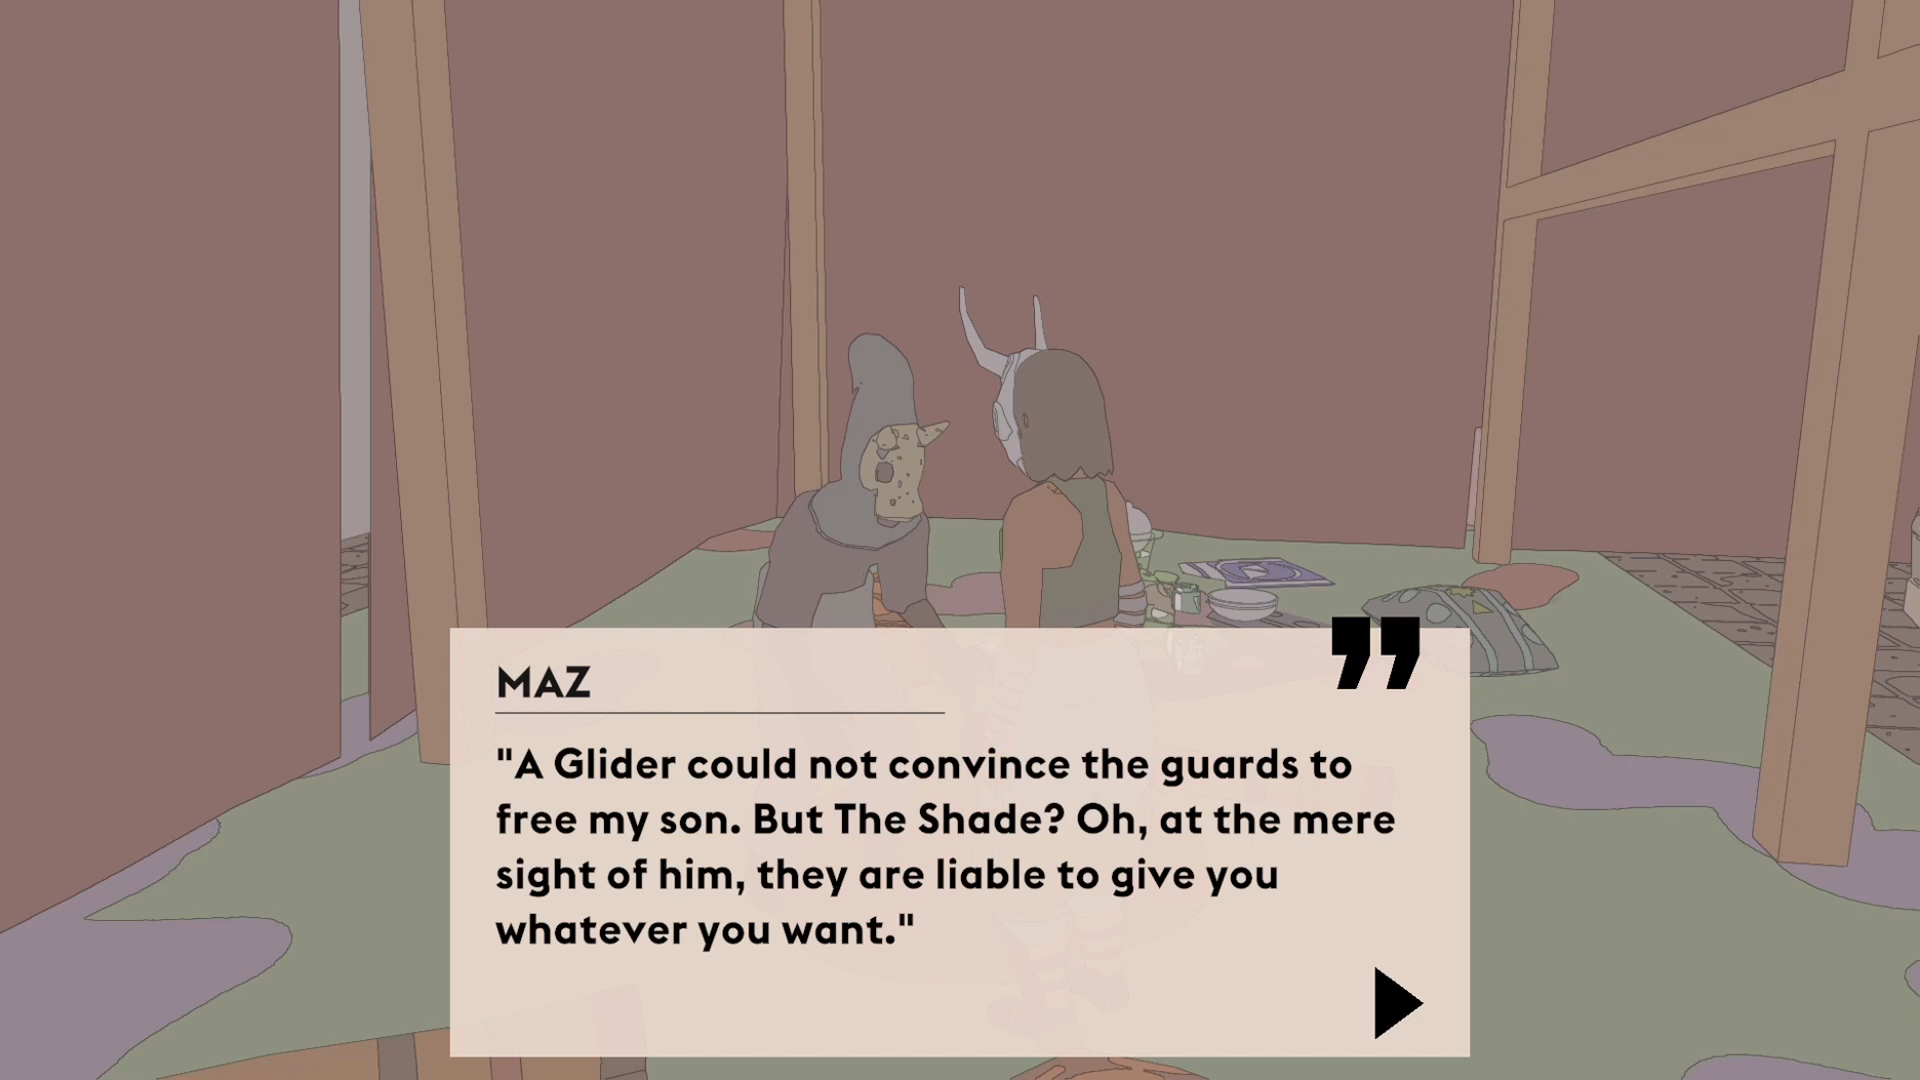 MAZ
"A Glider could not convince the guards to
free my son. But The Shade? Oh, at the mere
sight of him, they are liable to give you
whatever you want."